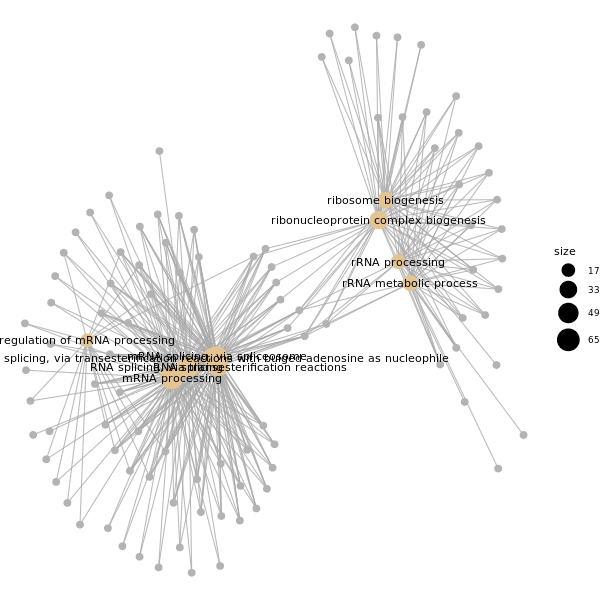 ribosome biogenesis
ribonucleoprotein complex biogenesis
size
rRNA processing
17
rRNA metabolic process
33
49
regulation of mRNA processing
65
mRNA splicing, via spliceosome
splicing, via transesterification reactions with bulged adenosine as nucleophile
RNA splicing, via transesterification reactions
RNA splicing
mRNA processing